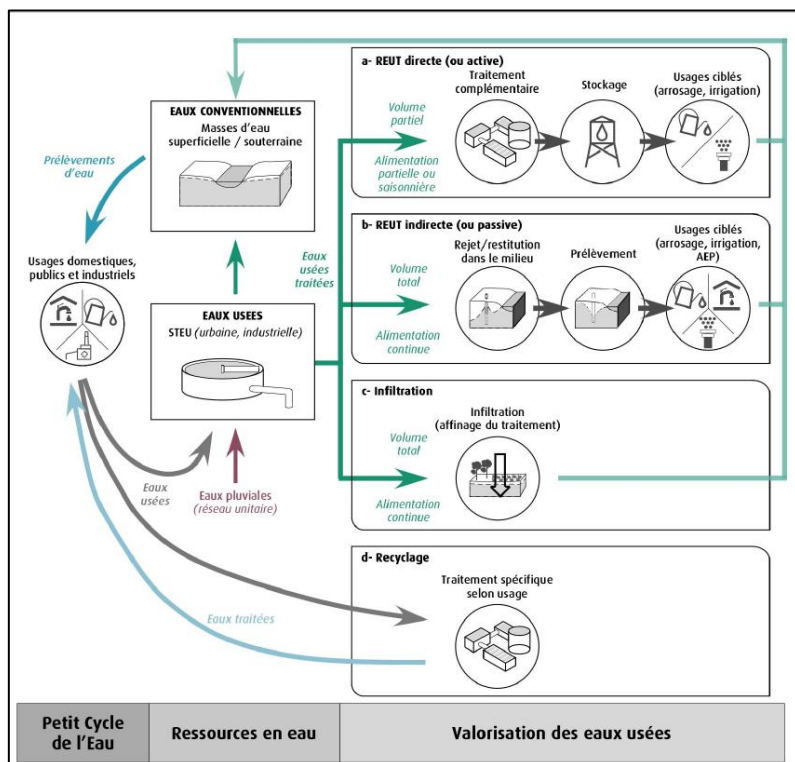 a- REUT directe (ou active)
Traitement
complémentaire
Stockage
Usages ciblés
(arrosage, irrigation)
Volume
partiel
Alimentation
partielle ou
saisonnière
EAUX CONVENTIONNELLES
Masses d'eau
superficielle / souterraine
Prélèvements
d'eau
Usages domestiques,
publics et industriels
Eaux
usées
traitées
b- REUT indirecte (ou passive)
Rejet/restitution
dans le milieu
Prélèvement
Usages ciblés
(arrosage, irrigation,
AEP)
Volume
total
Alimentation
continue
EAUX USEES
STEU (urbaine, industrielle)
c- Infiltration
Infiltration
(affinage du traitement)
Volume
total
Alimentation
continue
Eaux
usées
Eaux pluviales
(réseau unitaire)
d- Recyclage
Traitement spécifique
selon usage
Eaux traitées
Petit Cycle
de l'Eau
Ressources en eau
Valorisation des eaux usées